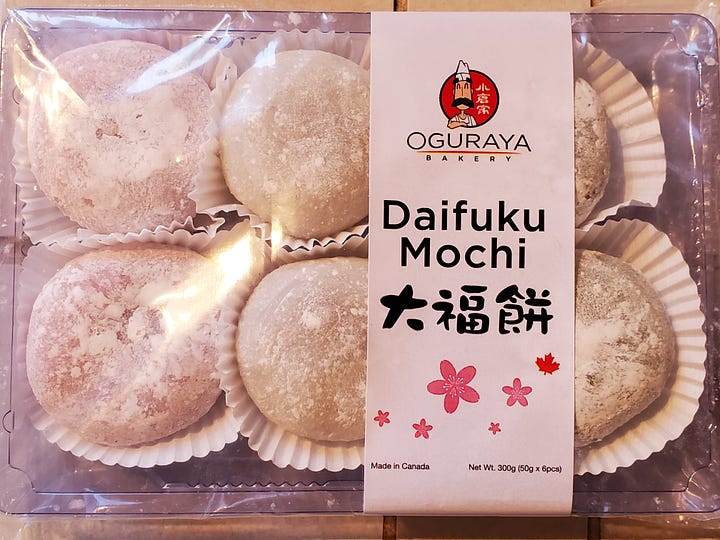 小倉家
OGURAYA
BAKERY
Daifuku
Mochi
大福餅
Made in Canada
Net Wt. 300g (50g x 6pcs)